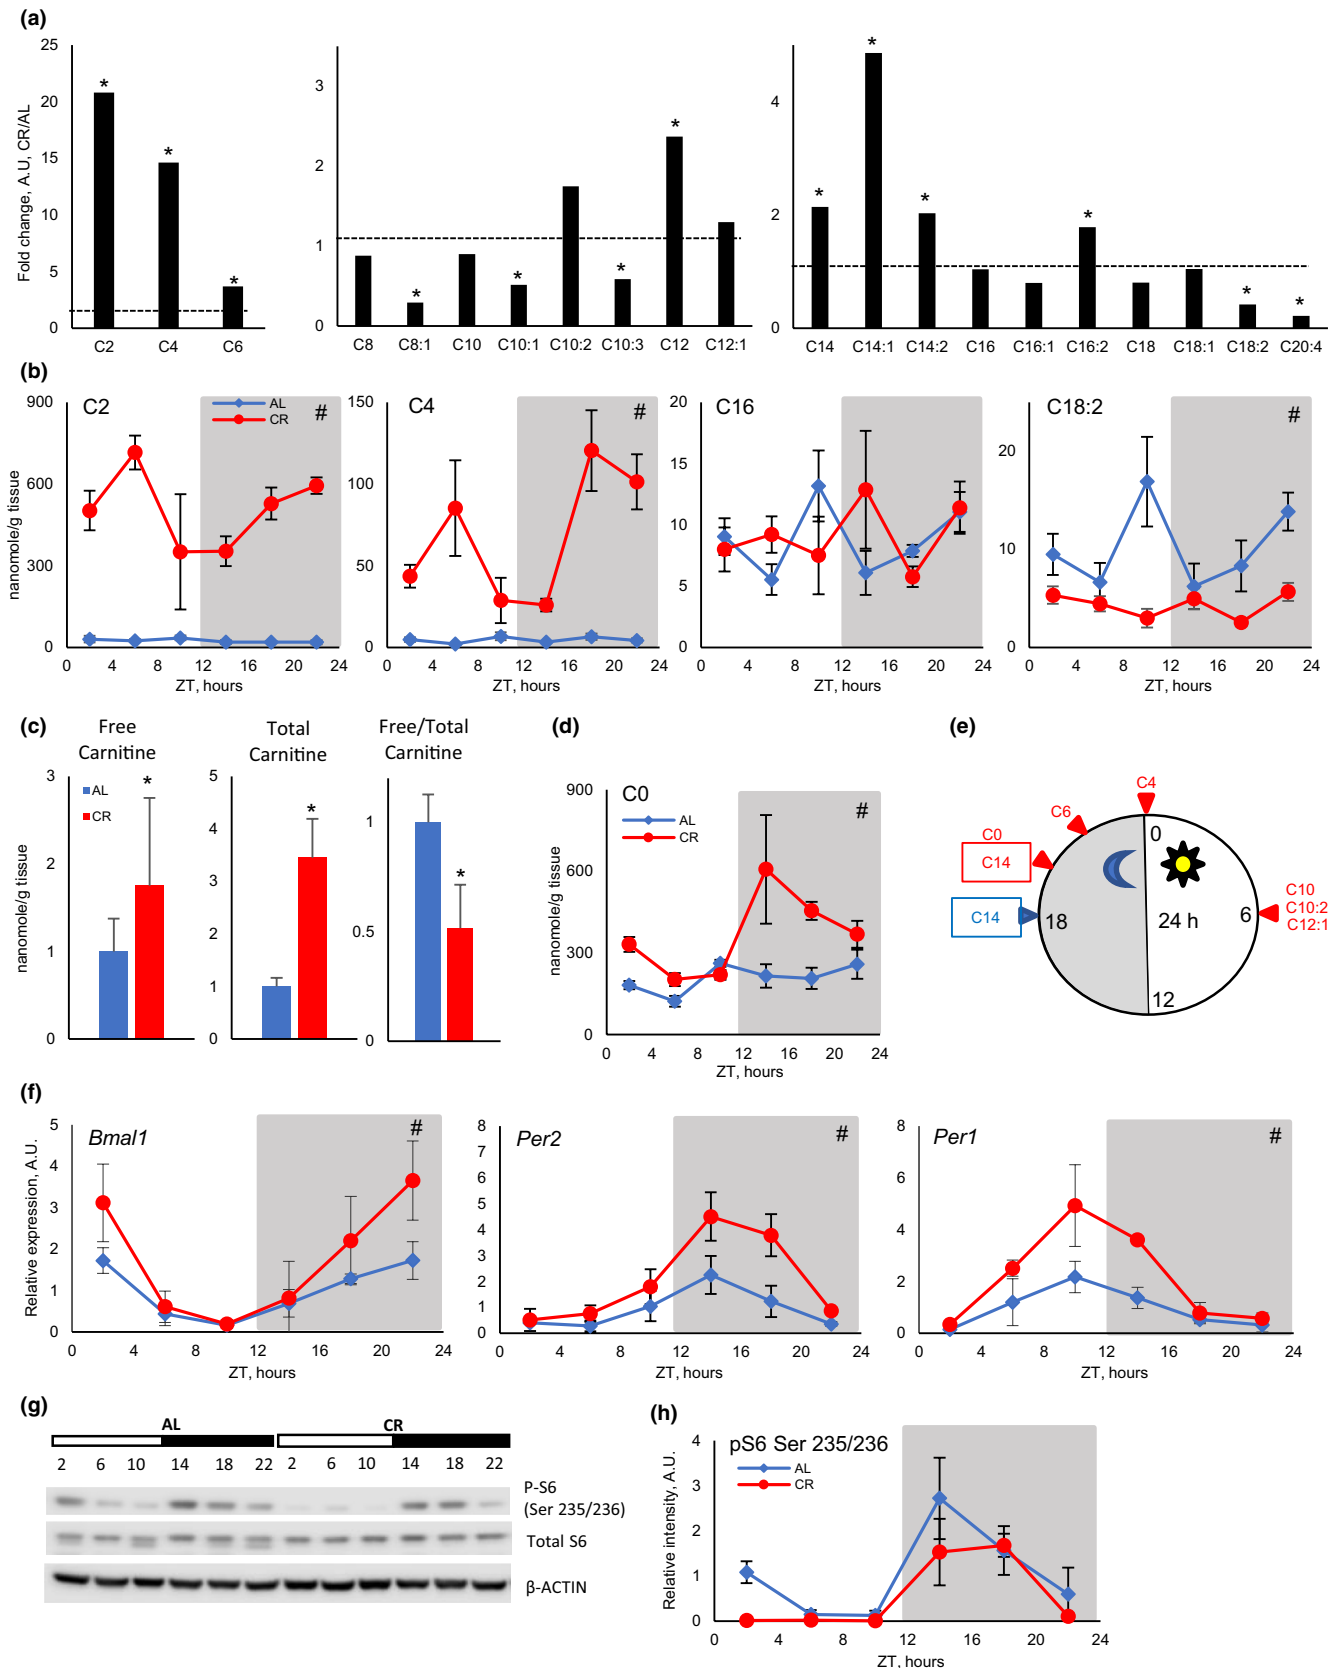 (a)
Fold change, A.U, CR/AL
25
20
15
10
5
0
* * *
C2 C4 C6
3
2
1
0
* * * *
C8 C8:1 C10 C10:1 C10:2 C10:3 C12 C12:1
4
2
0
* * * * * *
C14 C14:1 C14:2 C16 C16:1 C16:2 C18 C18:1 C18:2 C20:4
(b)
nanomole/g tissue
C2
AL
CR
#
900
600
300
0
0 4 8 12 16 20 24
ZT, hours
C4
#
150
100
50
0
0 4 8 12 16 20 24
ZT, hours
C16
20
15
10
5
0
0 4 8 12 16 20 24
ZT, hours
C18:2
#
20
10
0
0 4 8 12 16 20 24
ZT, hours
(c)
nanomole/g tissue
Free
Carnitine
AL
CR
*
3
2
1
0
Total
Carnitine
*
5
4
3
2
1
0
Free/Total
Carnitine
*
1
0.5
0
(d)
nanomole/g tissue
C0
AL
CR
#
900
600
300
0
0 4 8 12 16 20 24
ZT, hours
(e)
C4
C6
C0
C14
C14
0
6
12
18
24 h
C10
C10:2
C12:1
(f)
Relative expression, A.U.
Bmal1
#
5
4
3
2
1
0
0 4 8 12 16 20 24
ZT, hours
Per2
#
8
7
6
5
4
3
2
1
0
0 4 8 12 16 20 24
ZT, hours
Per1
#
8
6
4
2
0
0 4 8 12 16 20 24
ZT, hours
(g)
AL CR
2 6 10 14 18 22 2 6 10 14 18 22
P-S6
(Ser 235/236)
Total S6
β-ACTIN
(h)
Relative intensity, A.U.
pS6 Ser 235/236
AL
CR
4
3
2
1
0
0 4 8 12 16 20 24
ZT, hours